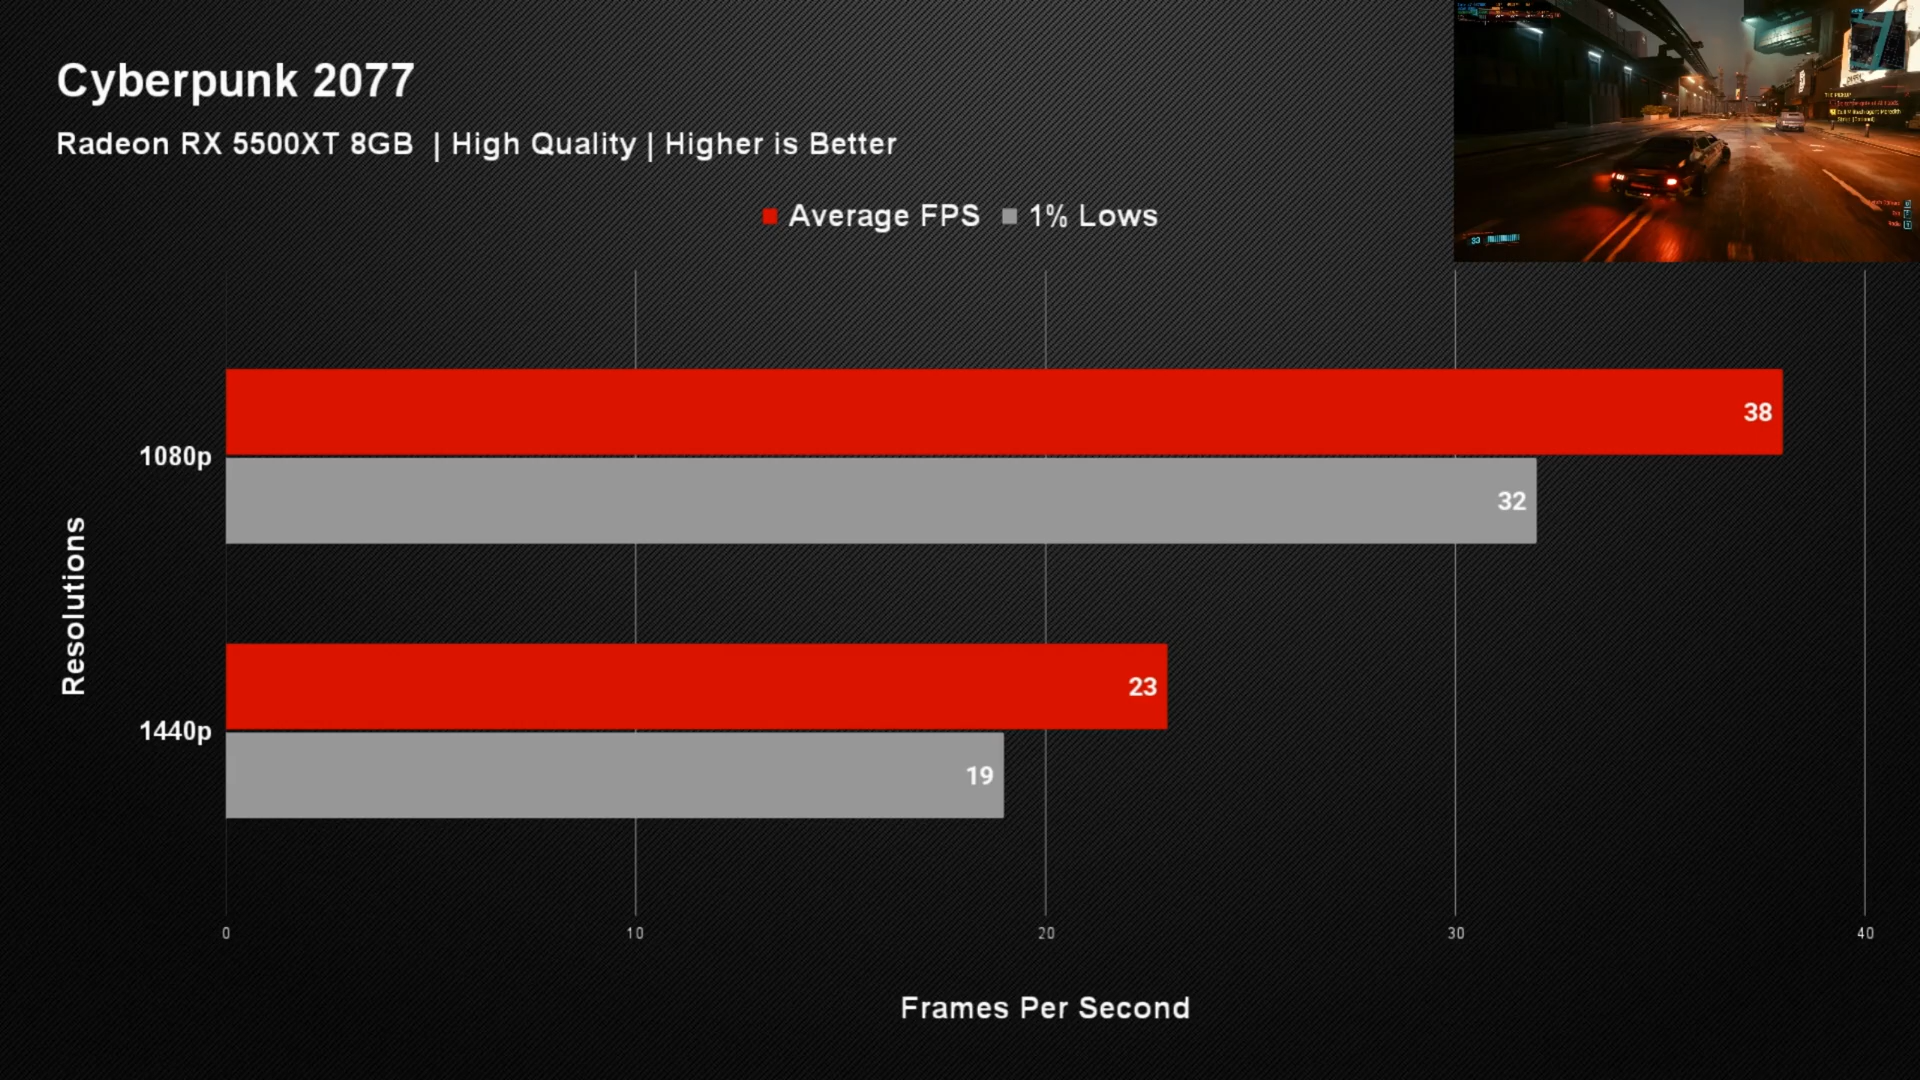 Cyberpunk 2077
Radeon RX 5500XT 8GB | High Quality | Higher is Better
Average FPS 1% Lows
38
1080p
32
Resolutions
23
1440p
19
0 10 20 30 40
Frames Per Second